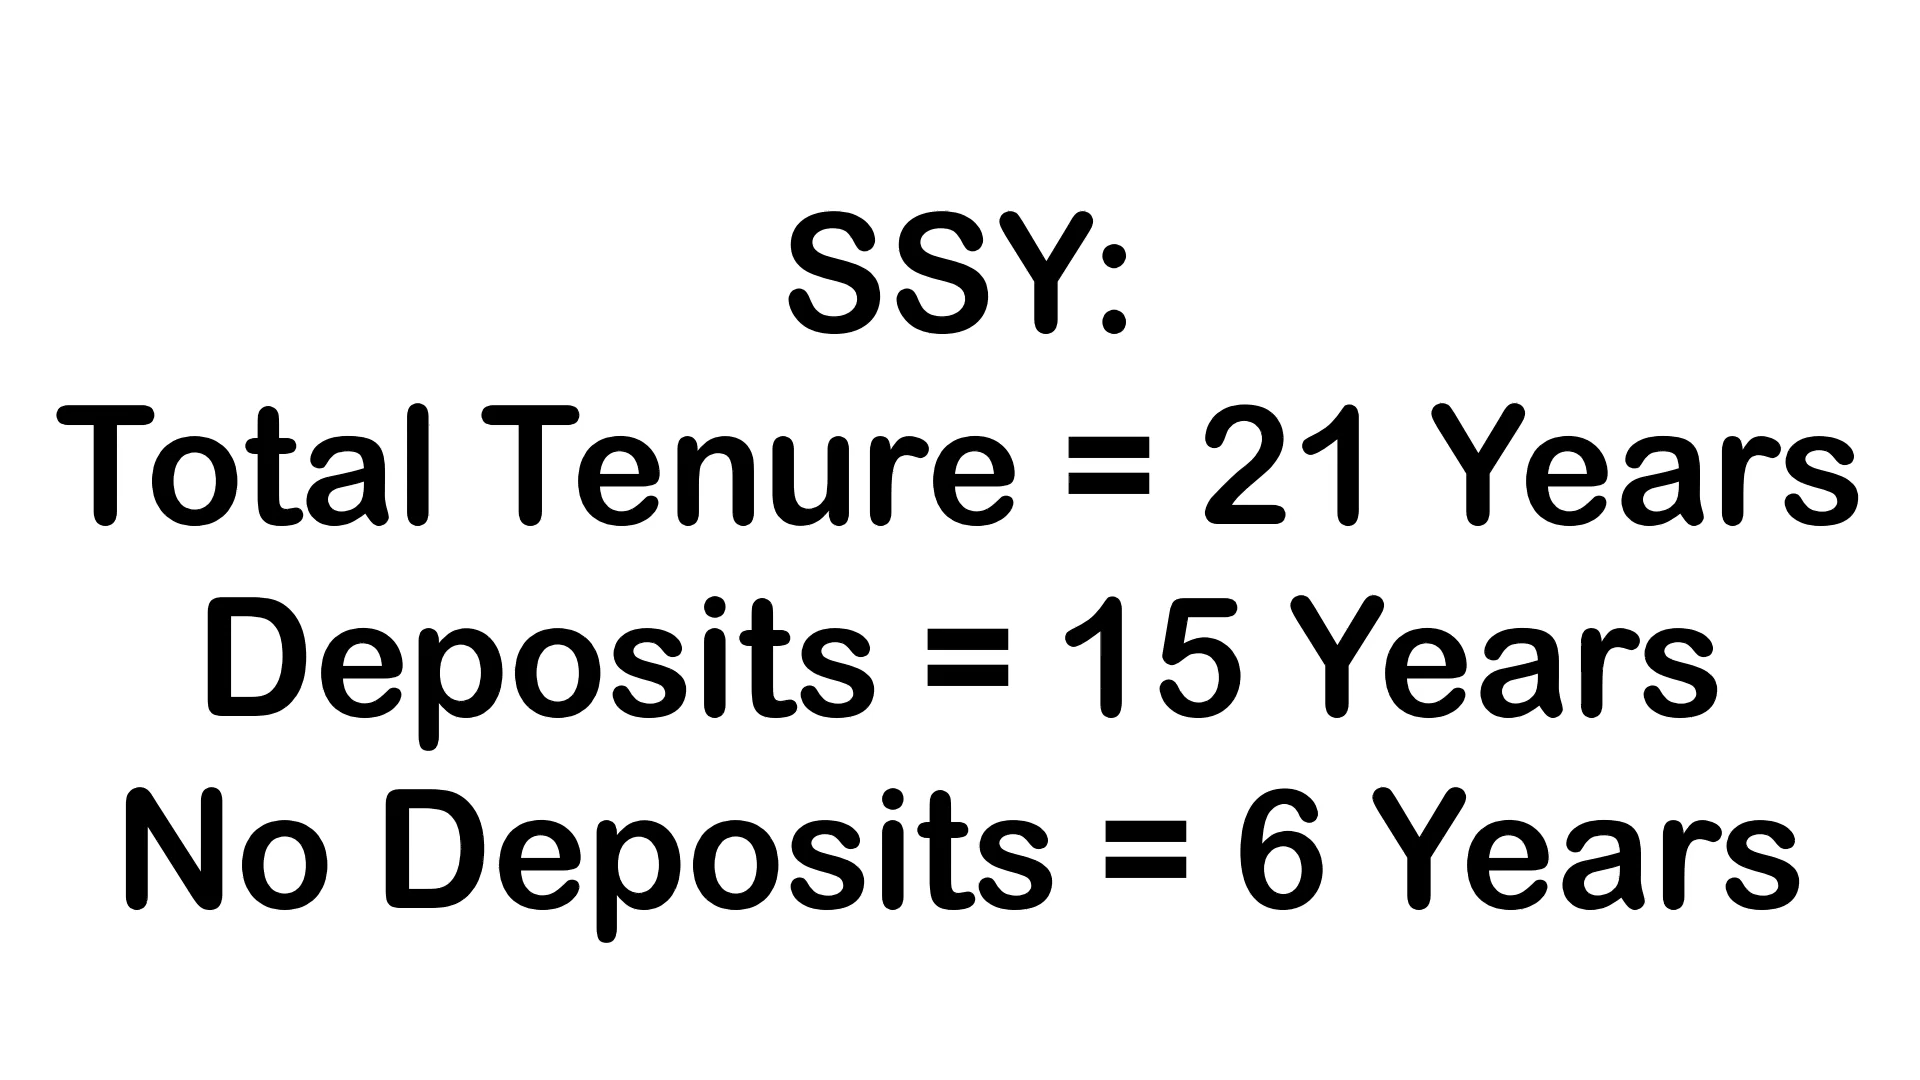 SSY:
Total Tenure = 21 Years
Deposits = 15 Years
No Deposits = 6 Years